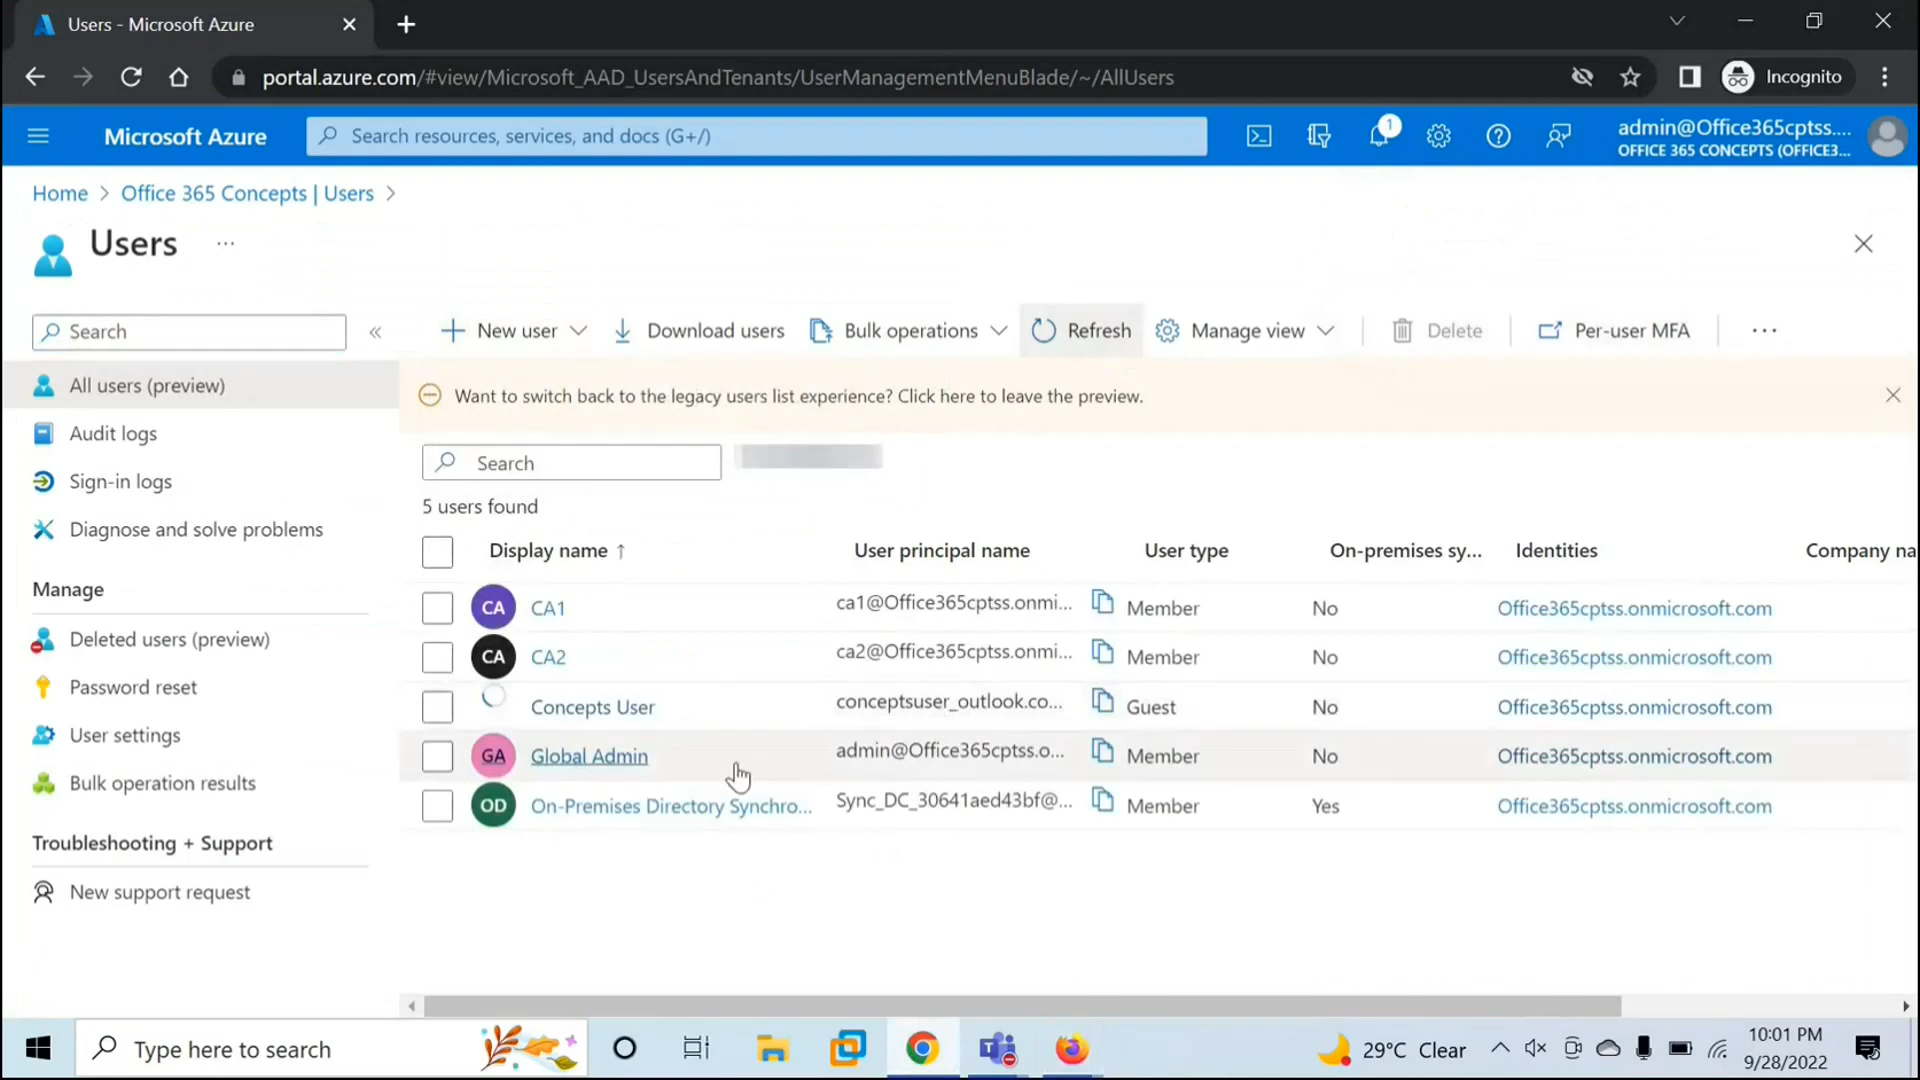 Users - Microsoft Azure
portal.azure.com/#view/Microsoft_AAD_UsersAndTenants/UserManagementMenuBlade/~/AllUsers
Incognito
Microsoft Azure
Search resources, services, and docs (G+/)
1
admin@Office365cptss....
OFFICE 365 CONCEPTS (OFFICE3...
Home > Office 365 Concepts | Users >
Users ...
Search
«
New user
Download users
Bulk operations
Refresh
Manage view
Delete
Per-user MFA
...
All users (preview)
Audit logs
Sign-in logs
Diagnose and solve problems
Manage
Deleted users (preview)
Password reset
User settings
Bulk operation results
Troubleshooting + Support
New support request
Want to switch back to the legacy users list experience? Click here to leave the preview.
Search
5 users found
Display name ↑ User principal name User type On-premises sy... Identities Company na
CA CA1 ca1@Office365cptss.onmi... Member No Office365cptss.onmicrosoft.com
CA CA2 ca2@Office365cptss.onmi... Member No Office365cptss.onmicrosoft.com
Concepts User conceptsuser_outlook.co... Guest No Office365cptss.onmicrosoft.com
GA Global Admin admin@Office365cptss.o... Member No Office365cptss.onmicrosoft.com
OD On-Premises Directory Synchro... Sync_DC_30641aed43bf@... Member Yes Office365cptss.onmicrosoft.com
Type here to search
29°C Clear
10:01 PM
9/28/2022